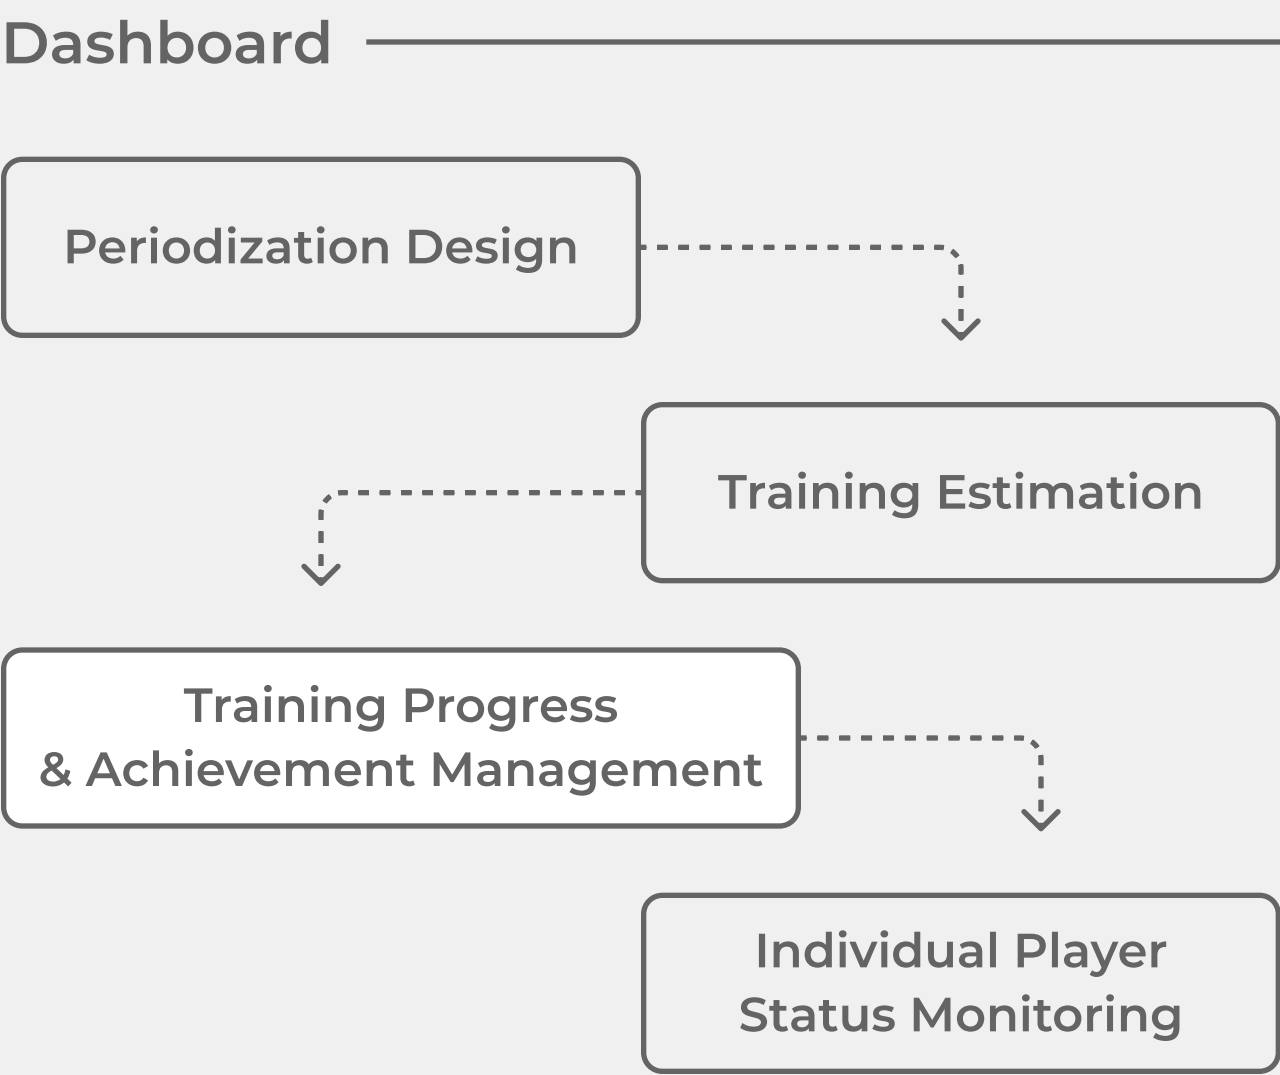 Dashboard
Periodization Design
Training Estimation
Training Progress
& Achievement Management
Individual Player
Status Monitoring